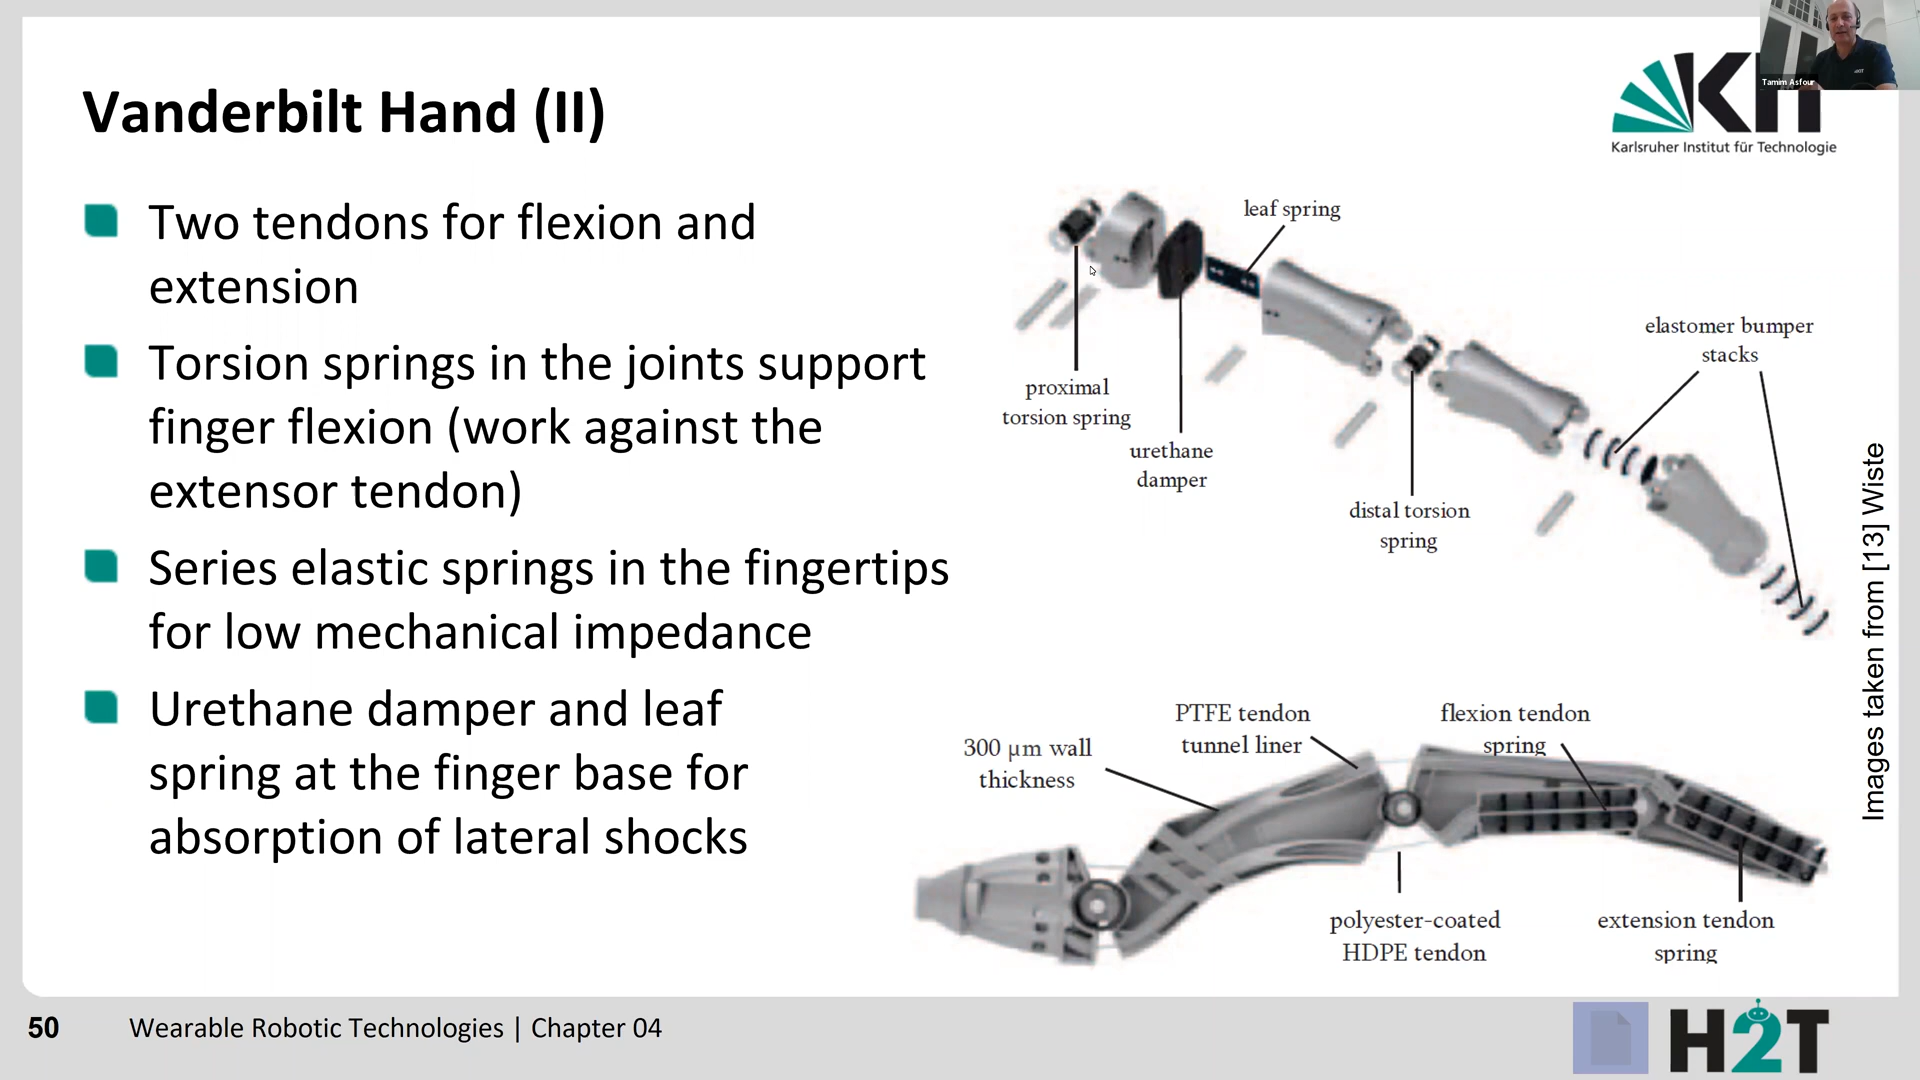 Tamim Asfour
KIT
Karlsruher Institut für Technologie
Vanderbilt Hand (II)
Two tendons for flexion and
extension
Torsion springs in the joints support
finger flexion (work against the
extensor tendon)
Series elastic springs in the fingertips
for low mechanical impedance
Urethane damper and leaf
spring at the finger base for
absorption of lateral shocks
leaf spring
elastomer bumper
stacks
proximal
torsion spring
urethane
damper
distal torsion
spring
Images taken from [13] Wiste
PTFE tendon
tunnel liner
flexion tendon
spring
300 µm wall
thickness
polyester-coated
HDPE tendon
extension tendon
spring
50
Wearable Robotic Technologies | Chapter 04
H2T